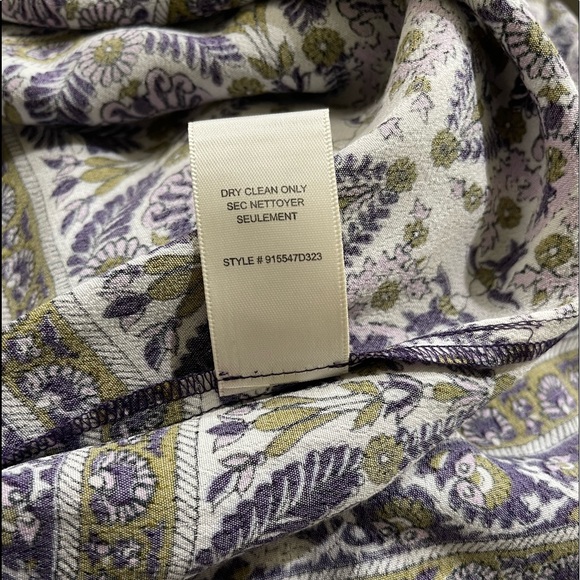 DRY CLEAN ONLY
SEC NETTOYER
SEULEMENT
STYLE # 915547D323